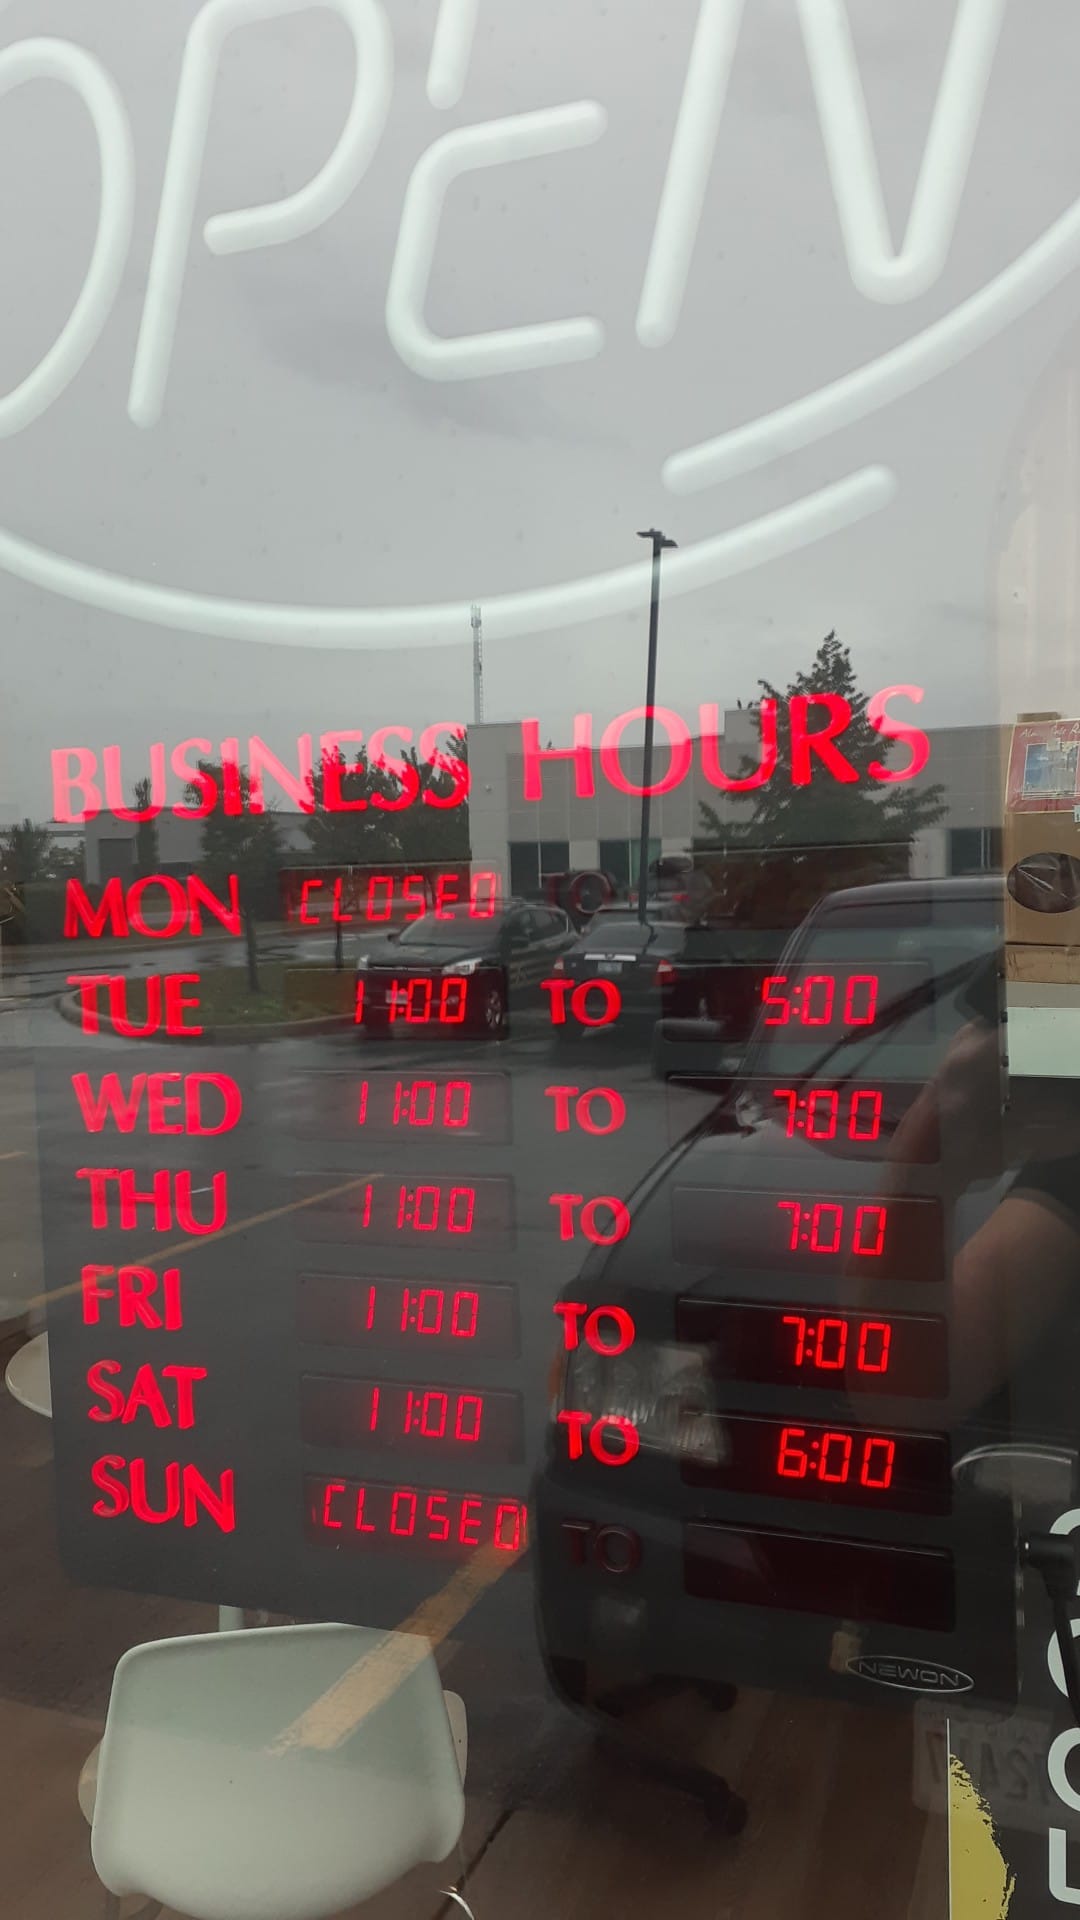 OPEN
BUSINESS HOURS
MON CLOSED TO
TUE 11:00 TO 5:00
WED 11:00 TO 7:00
THU 11:00 TO 7:00
FRI 11:00 TO 7:00
SAT 11:00 TO 6:00
SUN CLOSED TO
NEWON